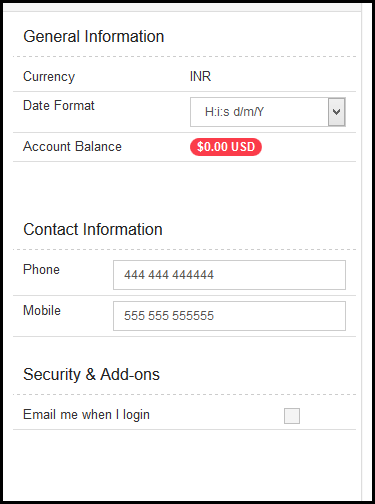 General Information
Currency INR
Date Format H:i:s d/m/Y
Account Balance $0.00 USD
Contact Information
Phone 444 444 444444
Mobile 555 555 555555
Security & Add-ons
Email me when I login